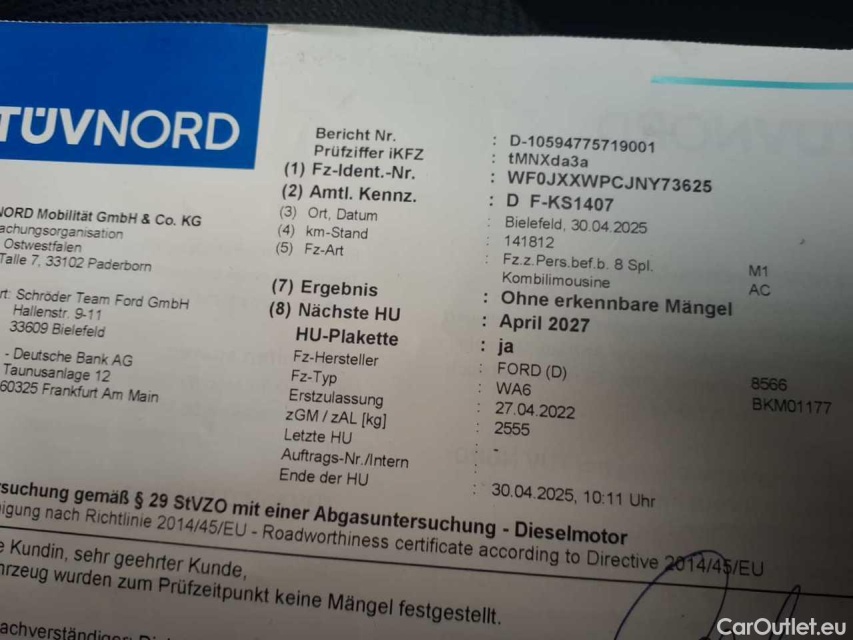 TÜVNORD
Bericht Nr. : D-10594775719001
Prüfziffer iKFZ : tMNXda3a
(1) Fz-Ident.-Nr. : WF0JXXWPCJNY73625
(2) Amtl. Kennz. : D F-KS1407
(3) Ort, Datum : Bielefeld, 30.04.2025
(4) km-Stand : 141812
(5) Fz-Art : Fz.z.Pers.bef.b. 8 Spl. M1
Kombilimousine AC
(7) Ergebnis : Ohne erkennbare Mängel
(8) Nächste HU : April 2027
HU-Plakette : ja
Fz-Hersteller : FORD (D) 8566
Fz-Typ : WA6 BKM01177
Erstzulassung : 27.04.2022
zGM / zAL [kg] : 2555
Letzte HU : -
Auftrags-Nr./Intern :
Ende der HU : 30.04.2025, 10:11 Uhr
NORD Mobilität GmbH & Co. KG
achungsorganisation
Ostwestfalen
Talle 7, 33102 Paderborn
rt: Schröder Team Ford GmbH
Hallenstr. 9-11
33609 Bielefeld
- Deutsche Bank AG
Taunusanlage 12
60325 Frankfurt Am Main
rsuchung gemäß § 29 StVZO mit einer Abgasuntersuchung - Dieselmotor
nigung nach Richtlinie 2014/45/EU - Roadworthiness certificate according to Directive 2014/45/EU
e Kundin, sehr geehrter Kunde,
hrzeug wurden zum Prüfzeitpunkt keine Mängel festgestellt.
achverständiger:
CarOutlet.eu